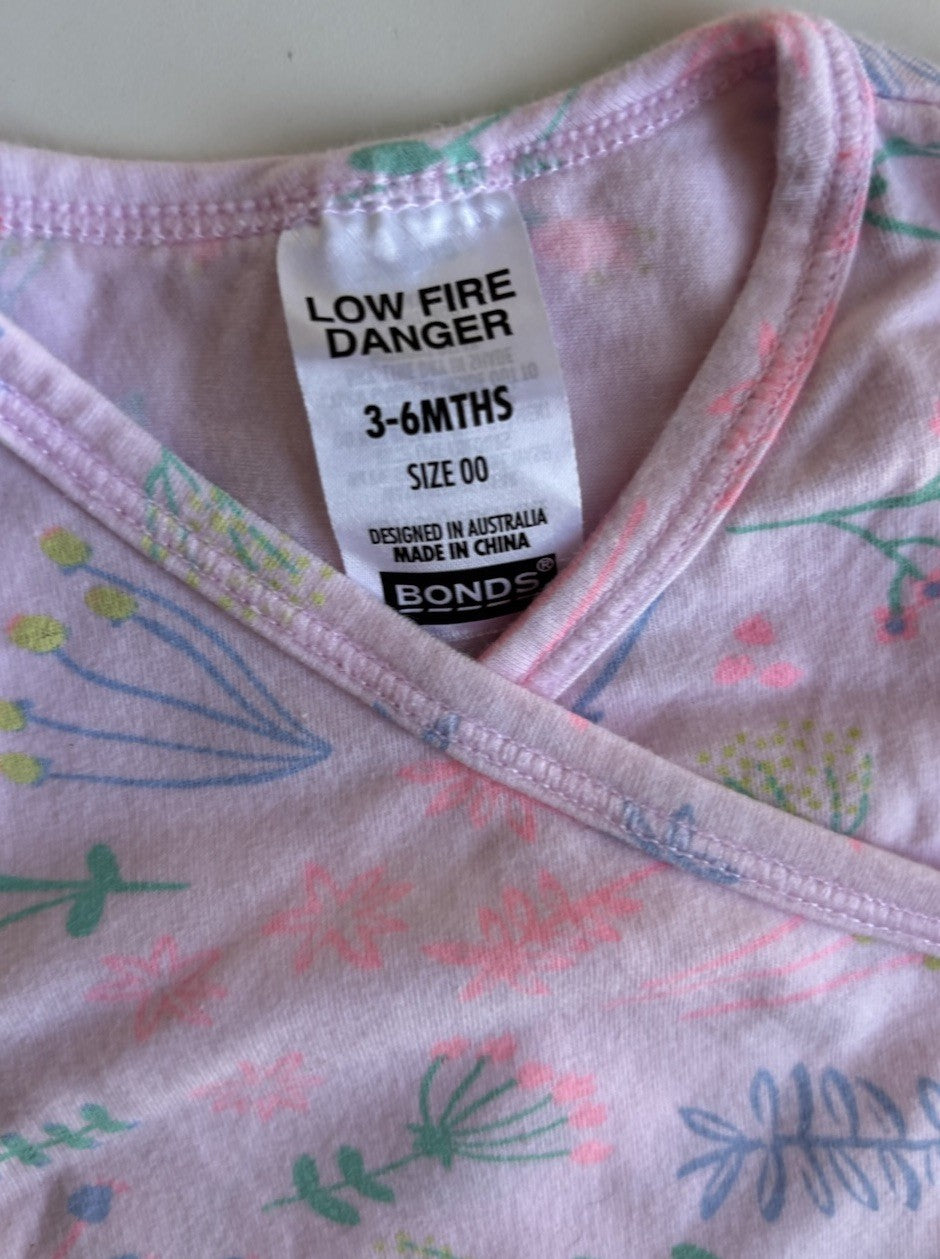 LOW FIRE
DANGER
3-6MTHS
SIZE 00
DESIGNED IN AUSTRALIA
MADE IN CHINA
BONDS®